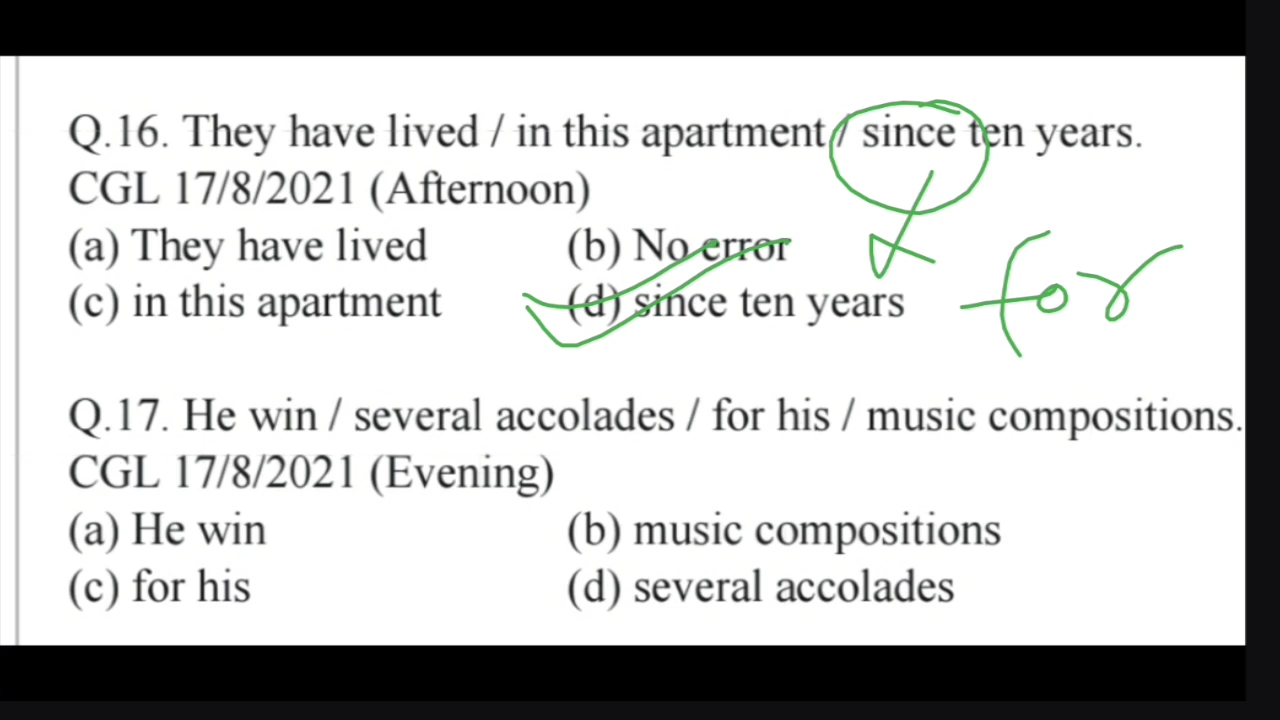 Q.16. They have lived / in this apartment / since ten years.
CGL 17/8/2021 (Afternoon)
(a) They have lived (b) No error
(c) in this apartment (d) since ten years
for
Q.17. He win / several accolades / for his / music compositions.
CGL 17/8/2021 (Evening)
(a) He win (b) music compositions
(c) for his (d) several accolades